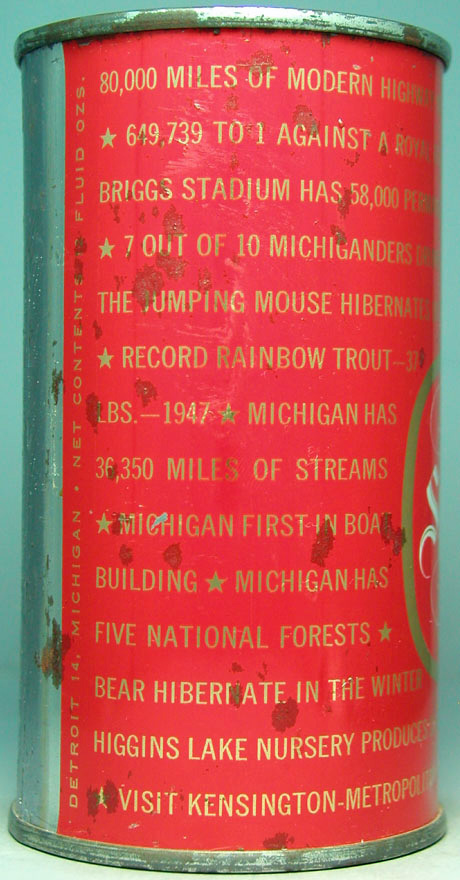 80,000 MILES OF MODERN
★ 649,739 TO 1 AGAINST A ROYAL
BRIGGS STADIUM HAS 58,000
★ 7 OUT OF 10 MICHIGANDERS
THE JUMPING MOUSE HIBERNATES
★ RECORD RAINBOW TROUT—37
LBS.—1947 ★ MICHIGAN HAS
36,350 MILES OF STREAMS
★ MICHIGAN FIRST IN BOAT
BUILDING ★ MICHIGAN HAS
FIVE NATIONAL FORESTS ★
BEAR HIBERNATE IN THE WINTER
HIGGINS LAKE NURSERY PRODUCES
★ VISIT KENSINGTON-METROPOLITAN
DETROIT 14, MICHIGAN • NET CONTENTS FLUID OZS.